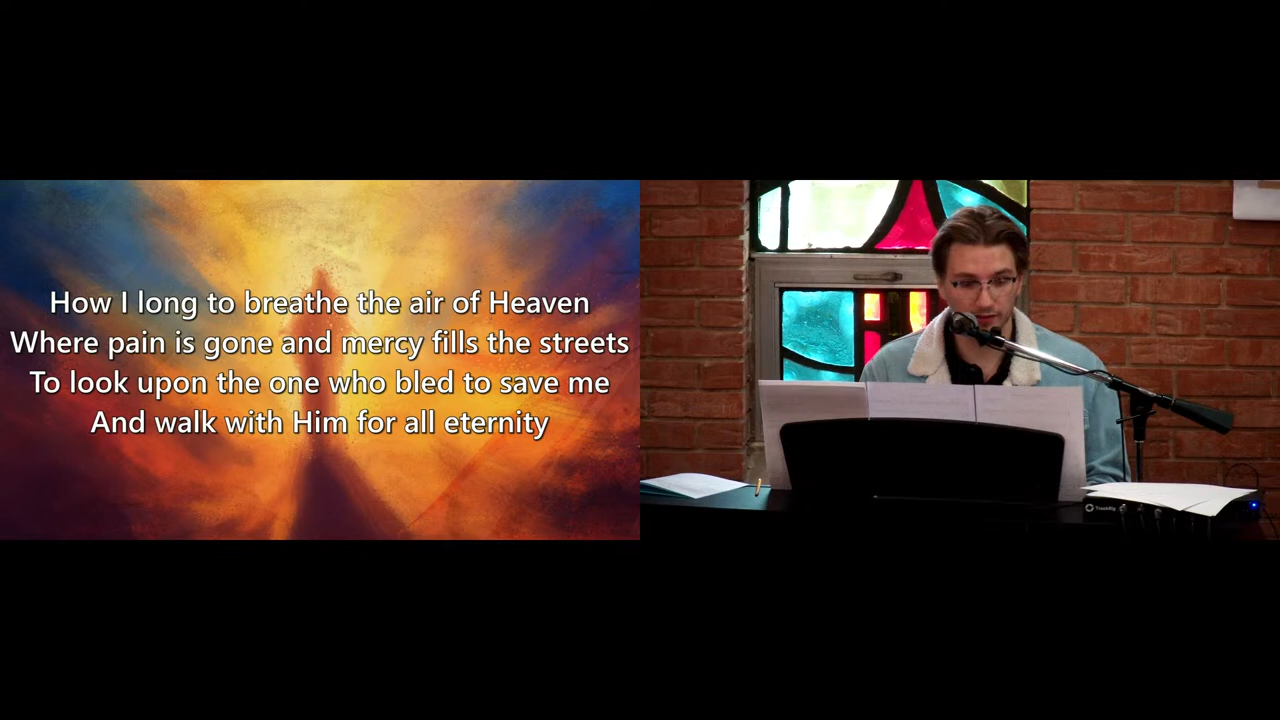 How I long to breathe the air of Heaven
Where pain is gone and mercy fills the streets
To look upon the one who bled to save me
And walk with Him for all eternity